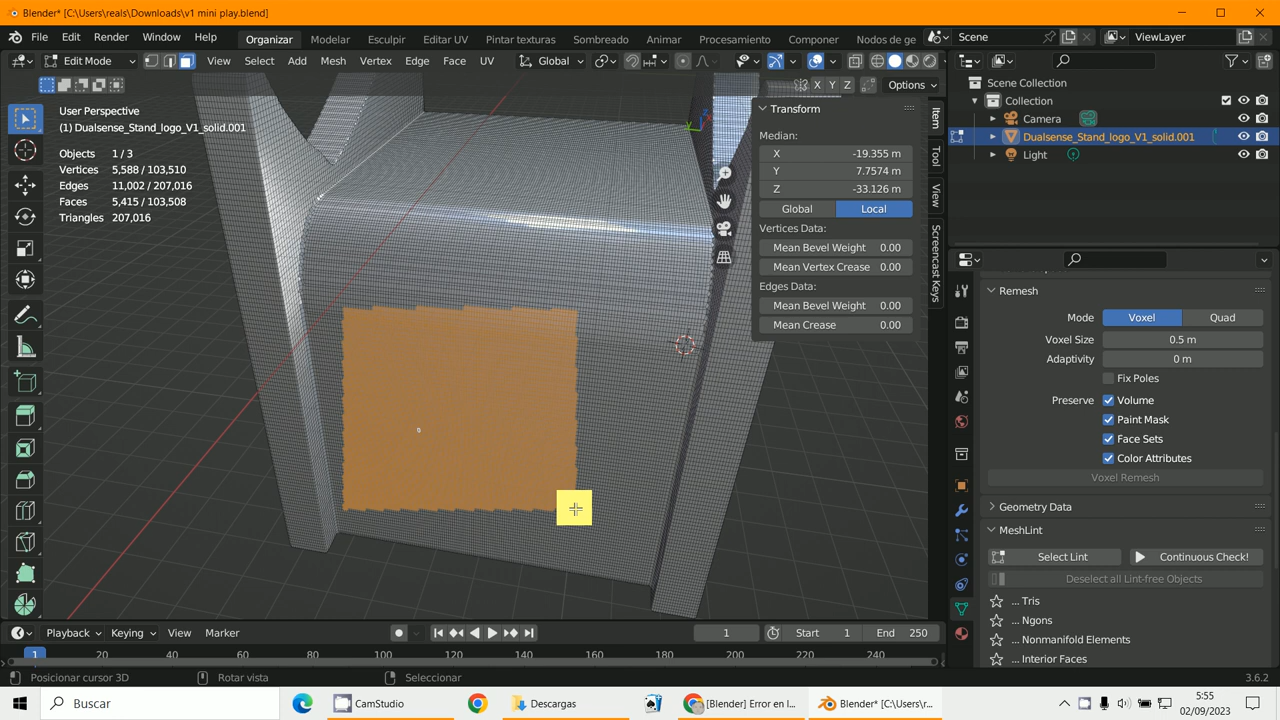 Blender* [C:\Users\reals\Downloads\v1 mini play.blend]
File Edit Render Window Help Organizar Modelar Esculpir Editar UV Pintar texturas Sombreado Animar Procesamiento Componer Nodos de ge Scene ViewLayer
Edit Mode View Select Add Mesh Vertex Edge Face UV Global
X Y Z Options
User Perspective
(1) Dualsense_Stand_logo_V1_solid.001
Objects 1 / 3
Vertices 5,588 / 103,510
Edges 11,002 / 207,016
Faces 5,415 / 103,508
Triangles 207,016
Transform
Median:
X -19.355 m
Y 7.7574 m
Z -33.126 m
Global Local
Vertices Data:
Mean Bevel Weight 0.00
Mean Vertex Crease 0.00
Edges Data:
Mean Bevel Weight 0.00
Mean Crease 0.00
Item
Tool
View
Screencast Keys
Scene Collection
Collection
Camera
Dualsense_Stand_logo_V1_solid.001
Light
Remesh
Mode Voxel Quad
Voxel Size 0.5 m
Adaptivity 0 m
Fix Poles
Preserve Volume
Paint Mask
Face Sets
Color Attributes
Voxel Remesh
Geometry Data
MeshLint
Select Lint Continuous Check!
Deselect all Lint-free Objects
... Tris
... Ngons
... Nonmanifold Elements
... Interior Faces
Playback Keying View Marker 1 Start 1 End 250
1 20 40 60 80 100 120 140 160 180 200 220 240
Posicionar cursor 3D Rotar vista Seleccionar 3.6.2
Buscar CamStudio Descargas [Blender] Error en l... Blender* [C:\Users\r... 5:55
02/09/2023